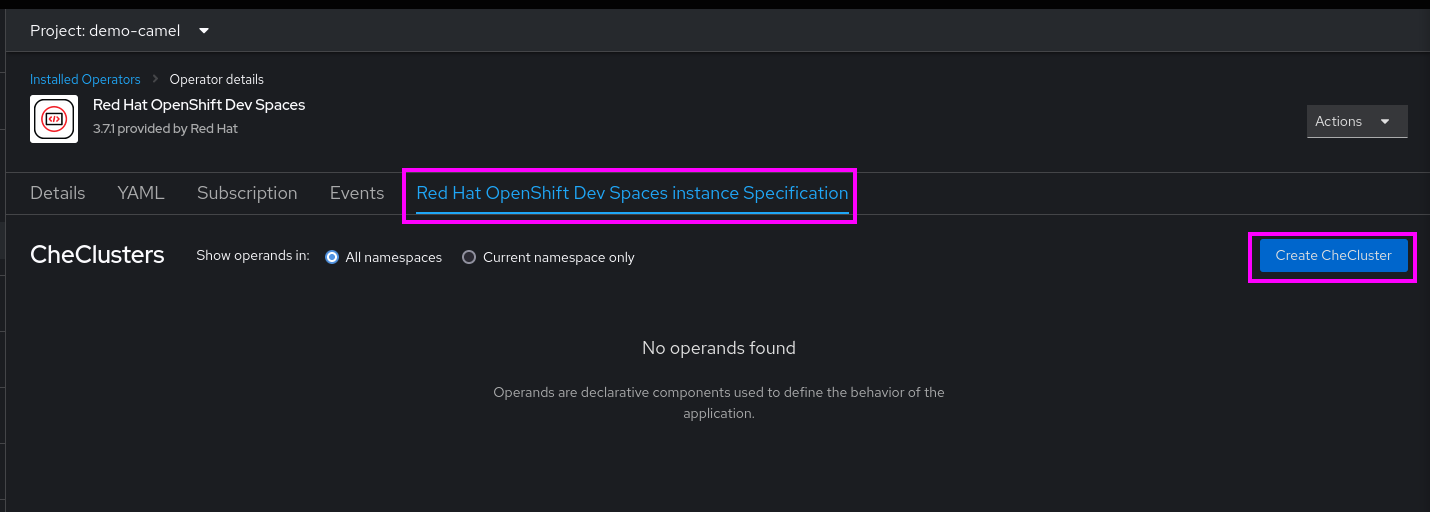 Project: demo-camel
Installed Operators > Operator details
Red Hat OpenShift Dev Spaces
3.7.1 provided by Red Hat
Actions
Details YAML Subscription Events Red Hat OpenShift Dev Spaces instance Specification
CheClusters Show operands in: All namespaces Current namespace only Create CheCluster
No operands found
Operands are declarative components used to define the behavior of the
application.